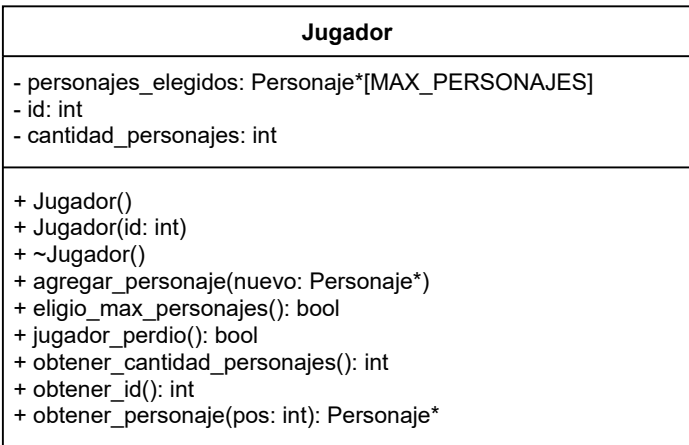 Jugador
- personajes_elegidos: Personaje*[MAX_PERSONAJES]
- id: int
- cantidad_personajes: int
+ Jugador()
+ Jugador(id: int)
+ ~Jugador()
+ agregar_personaje(nuevo: Personaje*)
+ eligio_max_personajes(): bool
+ jugador_perdio(): bool
+ obtener_cantidad_personajes(): int
+ obtener_id(): int
+ obtener_personaje(pos: int): Personaje*